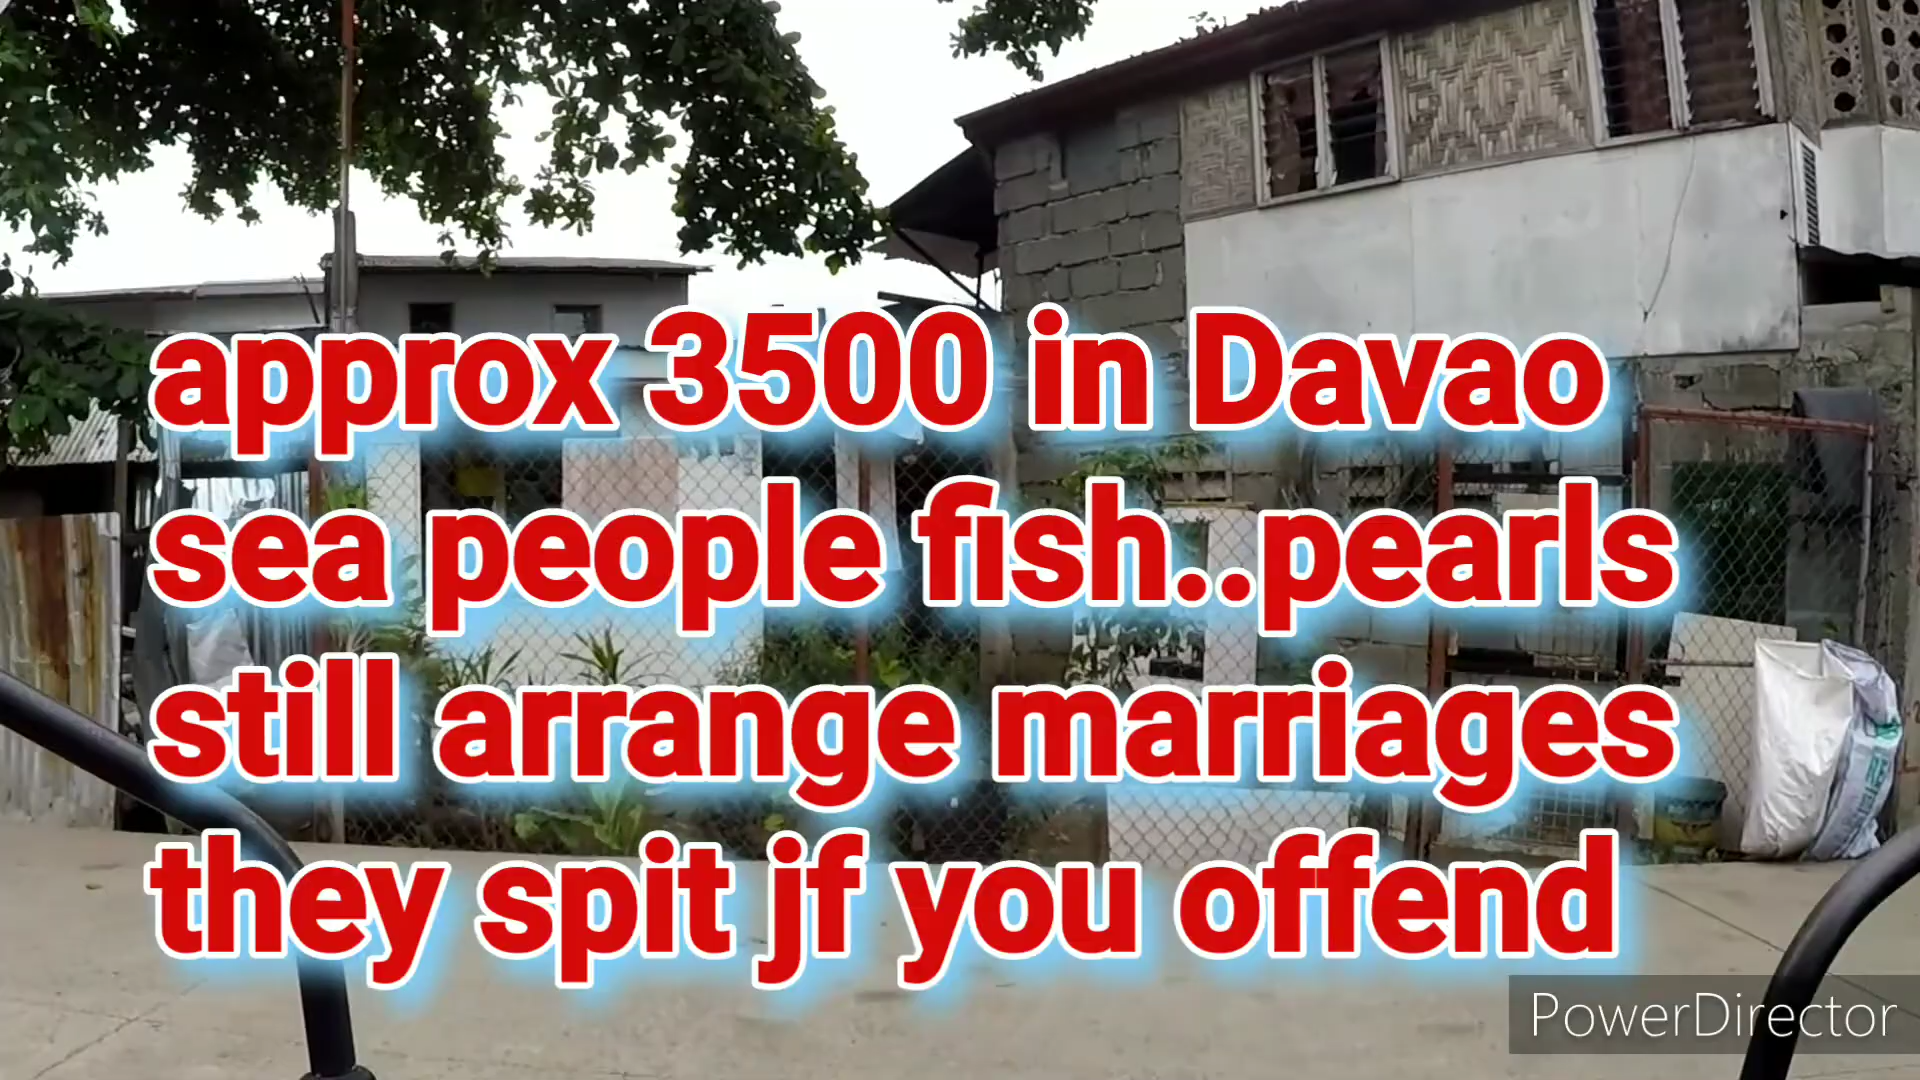 approx 3500 in Davao
sea people fish..pearls
still arrange marriages
they spit jf you offend
PowerDirector